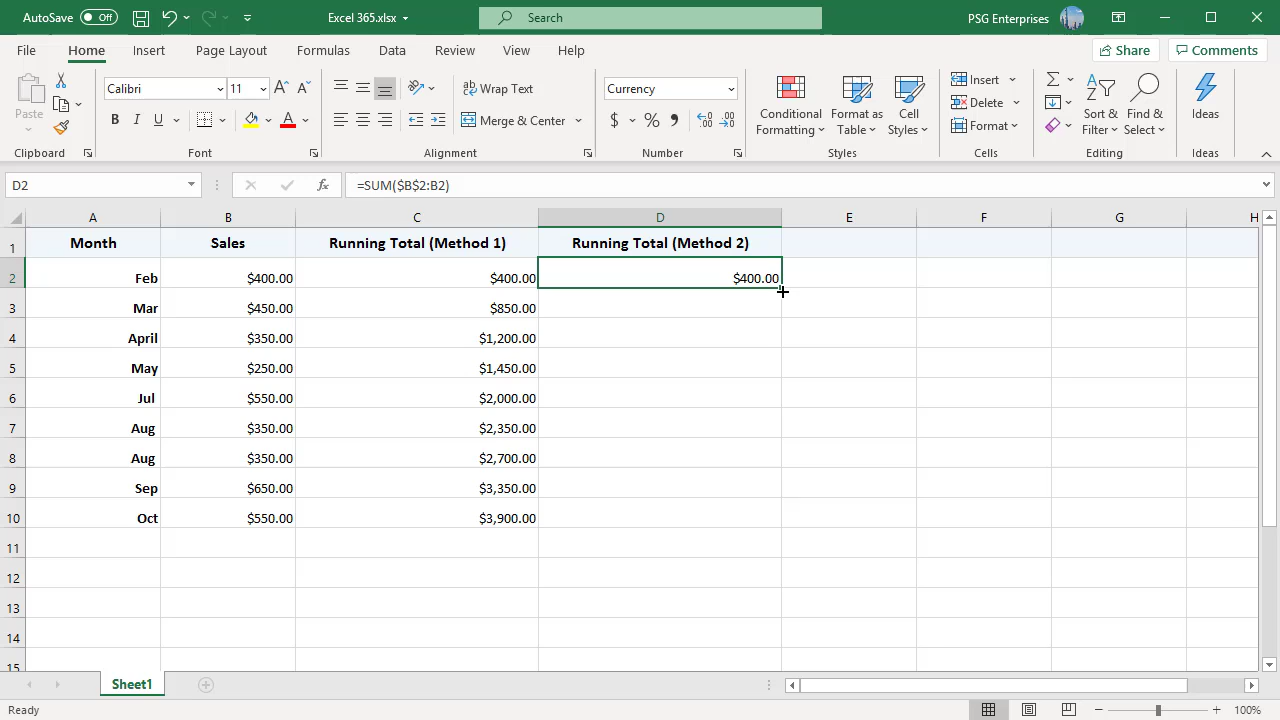 AutoSave Off Excel 365.xlsx Search PSG Enterprises
File Home Insert Page Layout Formulas Data Review View Help Share Comments
Paste Calibri 11 Wrap Text Currency Conditional Formatting Format as Table Cell Styles Insert Sort & Filter Find & Select Ideas
B I U Merge & Center $ % Delete
Format
Clipboard Font Alignment Number Styles Cells Editing Ideas
D2 fx =SUM($B$2:B2)
A B C D E F G H
1 Month Sales Running Total (Method 1) Running Total (Method 2)
2 Feb $400.00 $400.00 $400.00
3 Mar $450.00 $850.00
4 April $350.00 $1,200.00
5 May $250.00 $1,450.00
6 Jul $550.00 $2,000.00
7 Aug $350.00 $2,350.00
8 Aug $350.00 $2,700.00
9 Sep $650.00 $3,350.00
10 Oct $550.00 $3,900.00
11
12
13
14
15
Sheet1
Ready 100%